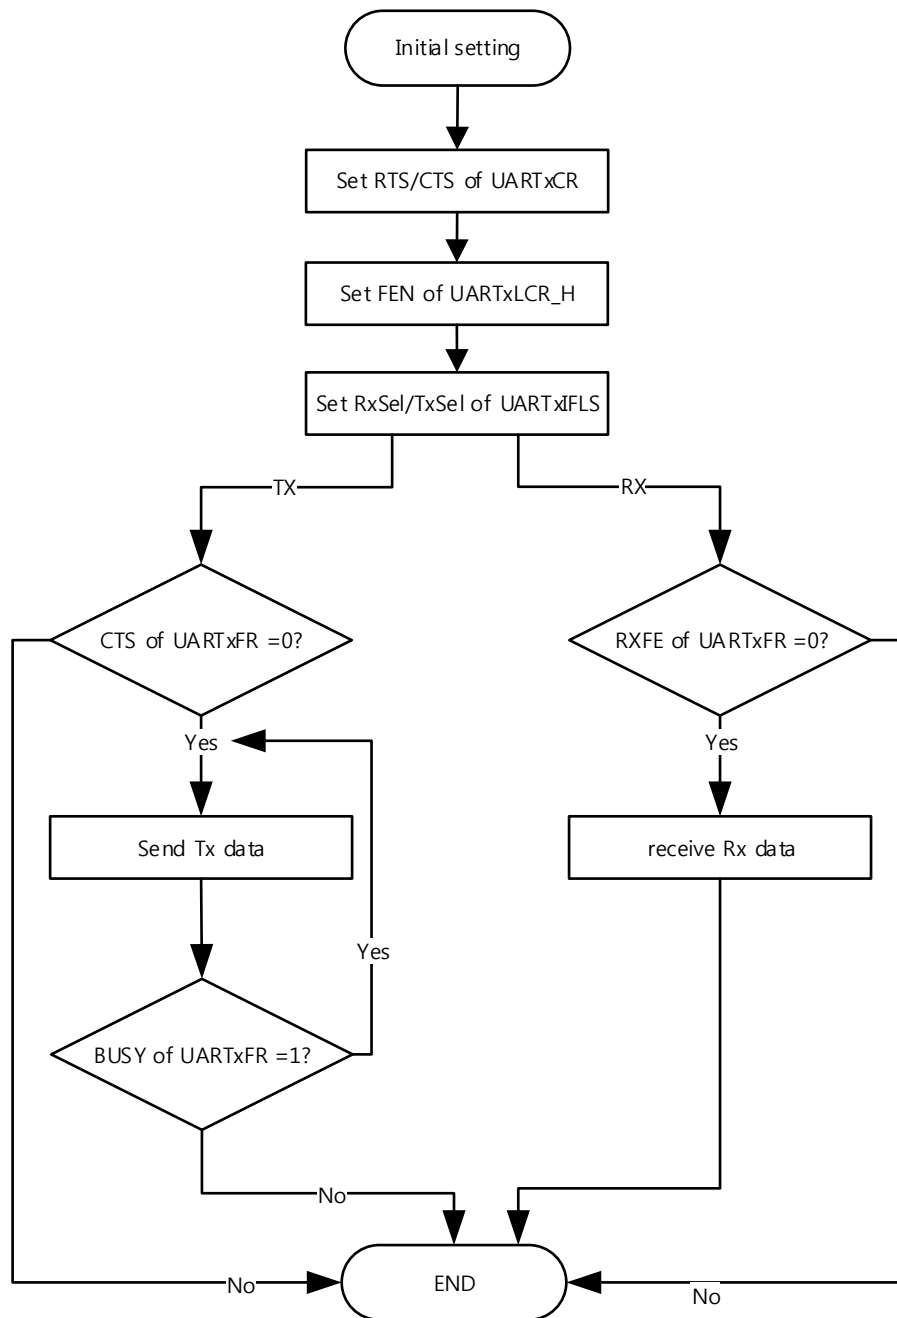 Initial setting
Set RTS/CTS of UARTxCR
Set FEN of UARTxLCR_H
Set RxSel/TxSel of UARTxIFLS
TX
RX
CTS of UARTxFR =0?
RXFE of UARTxFR =0?
Yes
Yes
Send Tx data
receive Rx data
Yes
BUSY of UARTxFR =1?
No
No
END
No